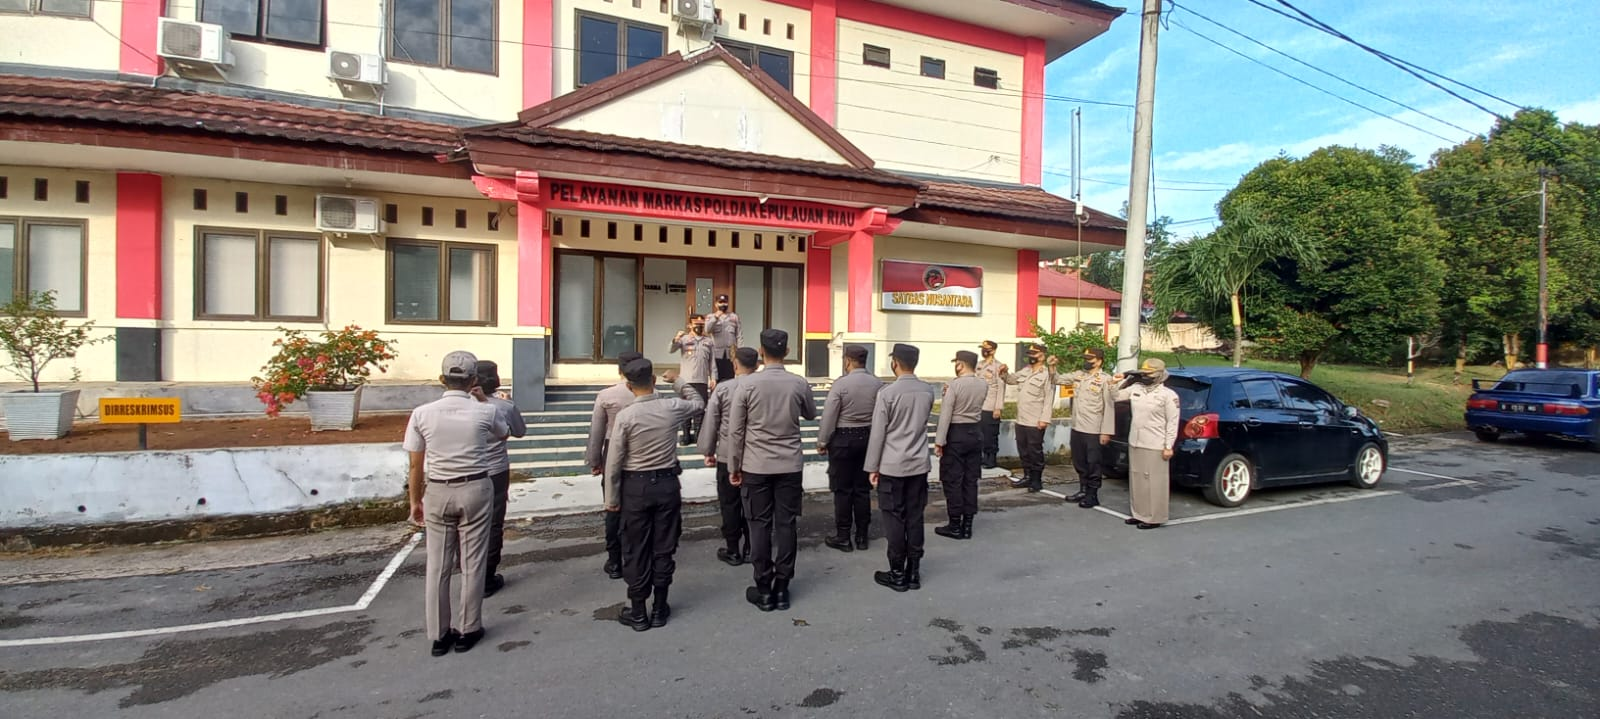 PELAYANAN MARKAS POLDA KEPULAUAN RIAU
SATGAS NUSANTARA
DIRRESKRIMSUS